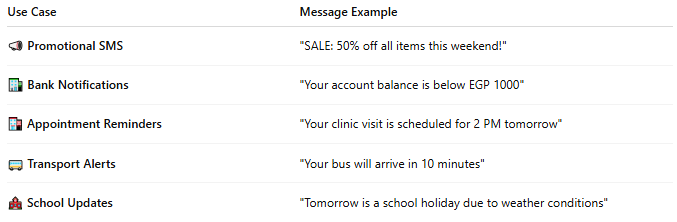 Use Case Message Example
📢 Promotional SMS "SALE: 50% off all items this weekend!"
🏦 Bank Notifications "Your account balance is below EGP 1000"
🏥 Appointment Reminders "Your clinic visit is scheduled for 2 PM tomorrow"
🚌 Transport Alerts "Your bus will arrive in 10 minutes"
🏫 School Updates "Tomorrow is a school holiday due to weather conditions"